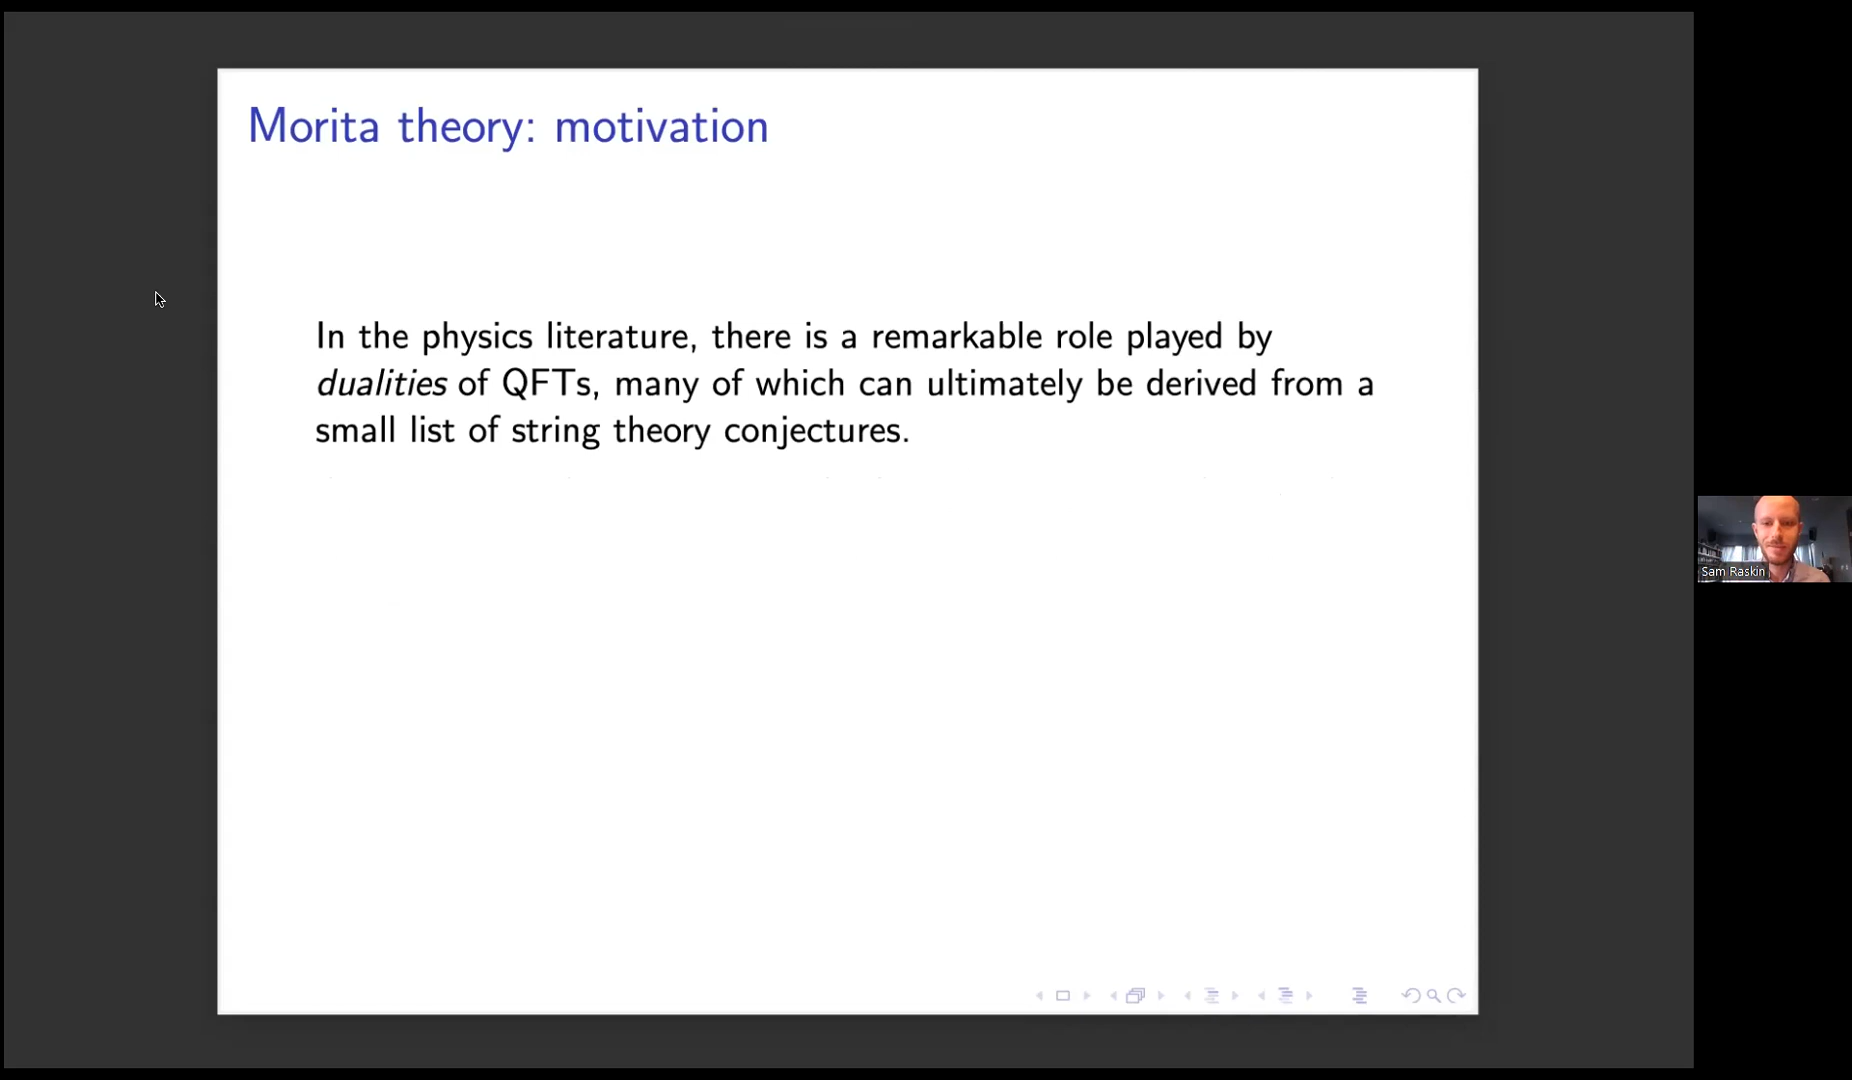 Morita theory: motivation
In the physics literature, there is a remarkable role played by
dualities of QFTs, many of which can ultimately be derived from a
small list of string theory conjectures.
Sam Raskin